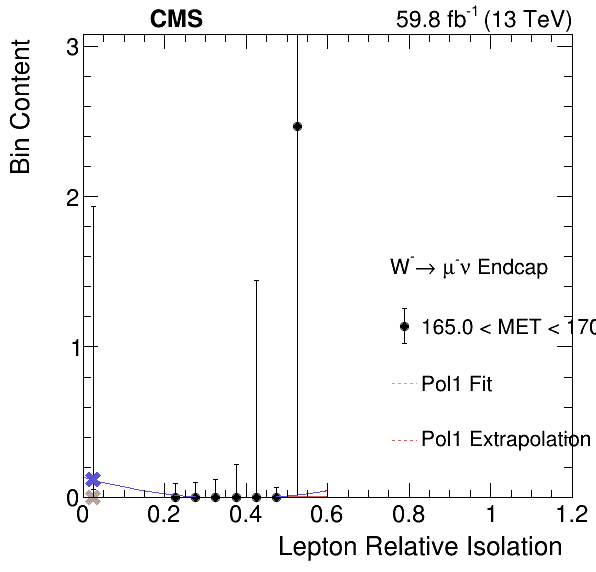 CMS 59.8 fb⁻¹ (13 TeV)
Bin Content
3
2
1
0
W⁻→ μ⁻ν Endcap
165.0 < MET < 170
Pol1 Fit
Pol1 Extrapolation
0 0.2 0.4 0.6 0.8 1 1.2
Lepton Relative Isolation